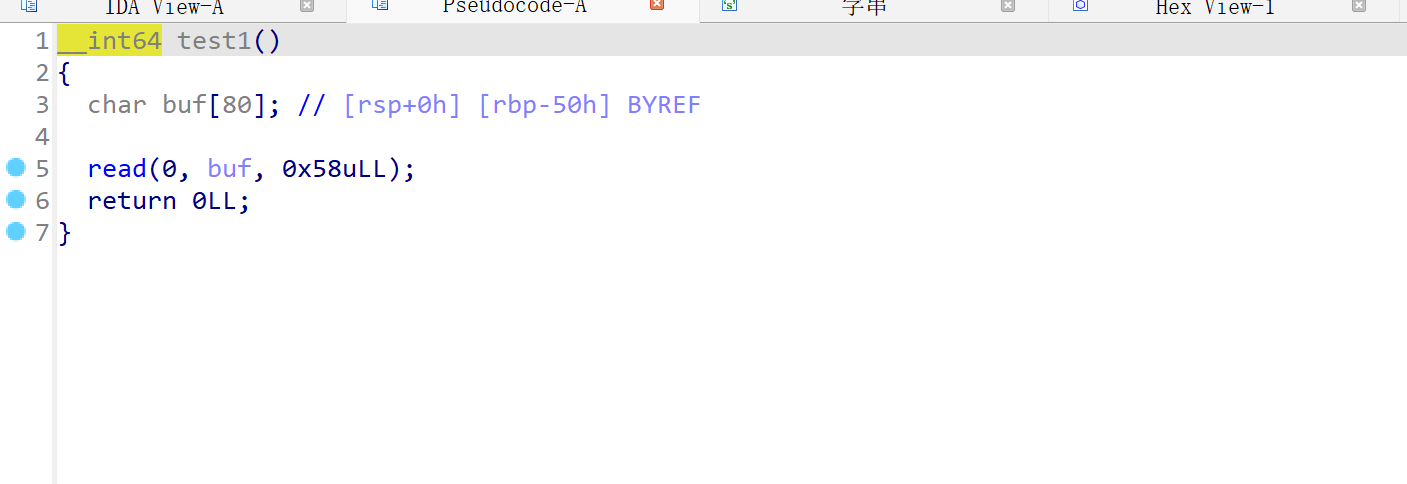 IDA View-A Pseudocode-A 字串 Hex View-1
1 __int64 test1()
2 {
3 char buf[80]; // [rsp+0h] [rbp-50h] BYREF
4
5 read(0, buf, 0x58uLL);
6 return 0LL;
7 }